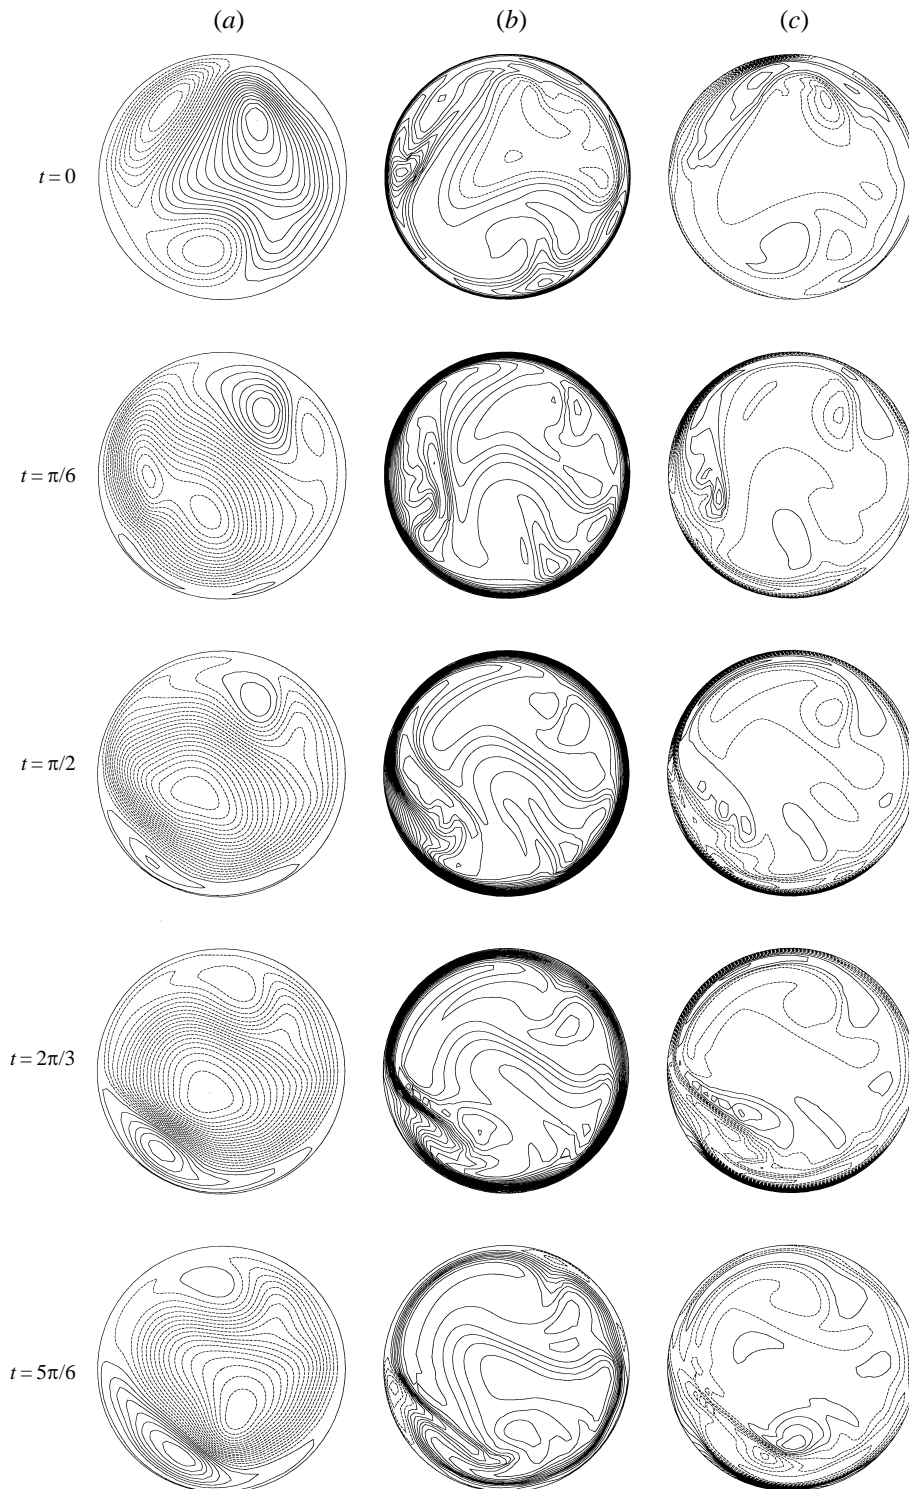 (a) (b) (c)
t = 0
t = π/6
t = π/2
t = 2π/3
t = 5π/6